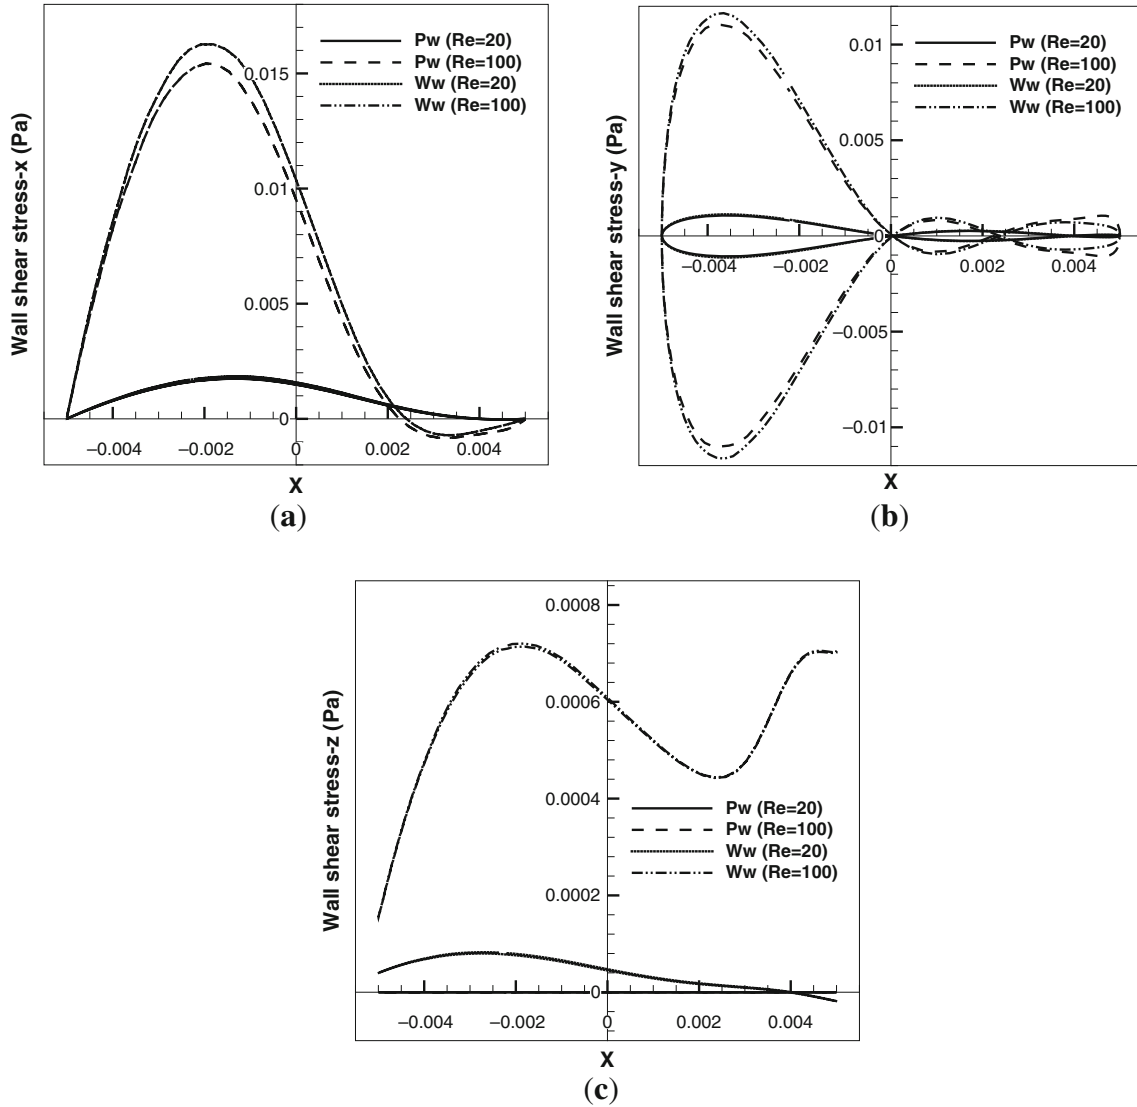 Wall shear stress-x (Pa)
Pw (Re=20)
Pw (Re=100)
Ww (Re=20)
Ww (Re=100)
0.015
0.01
0.005
0
−0.004
−0.002
0
0.002
0.004
X
(a)
Wall shear stress-y (Pa)
Pw (Re=20)
Pw (Re=100)
Ww (Re=20)
Ww (Re=100)
0.01
0.005
0
−0.005
−0.01
−0.004
−0.002
0.002
0.004
X
(b)
Wall shear stress-z (Pa)
0.0008
0.0006
0.0004
0.0002
0
Pw (Re=20)
Pw (Re=100)
Ww (Re=20)
Ww (Re=100)
−0.004
−0.002
0
0.002
0.004
X
(c)